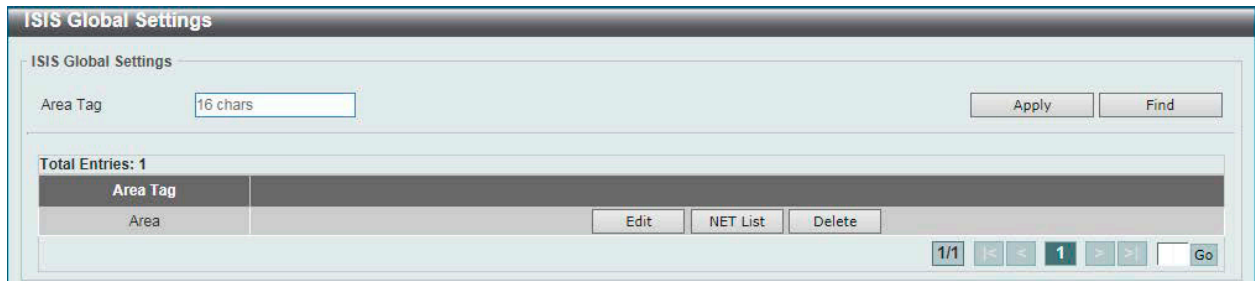 ISIS Global Settings
ISIS Global Settings
Area Tag 16 chars Apply Find
Total Entries: 1
Area Tag
Area Edit NET List Delete
1/1 |< < 1 > >| Go